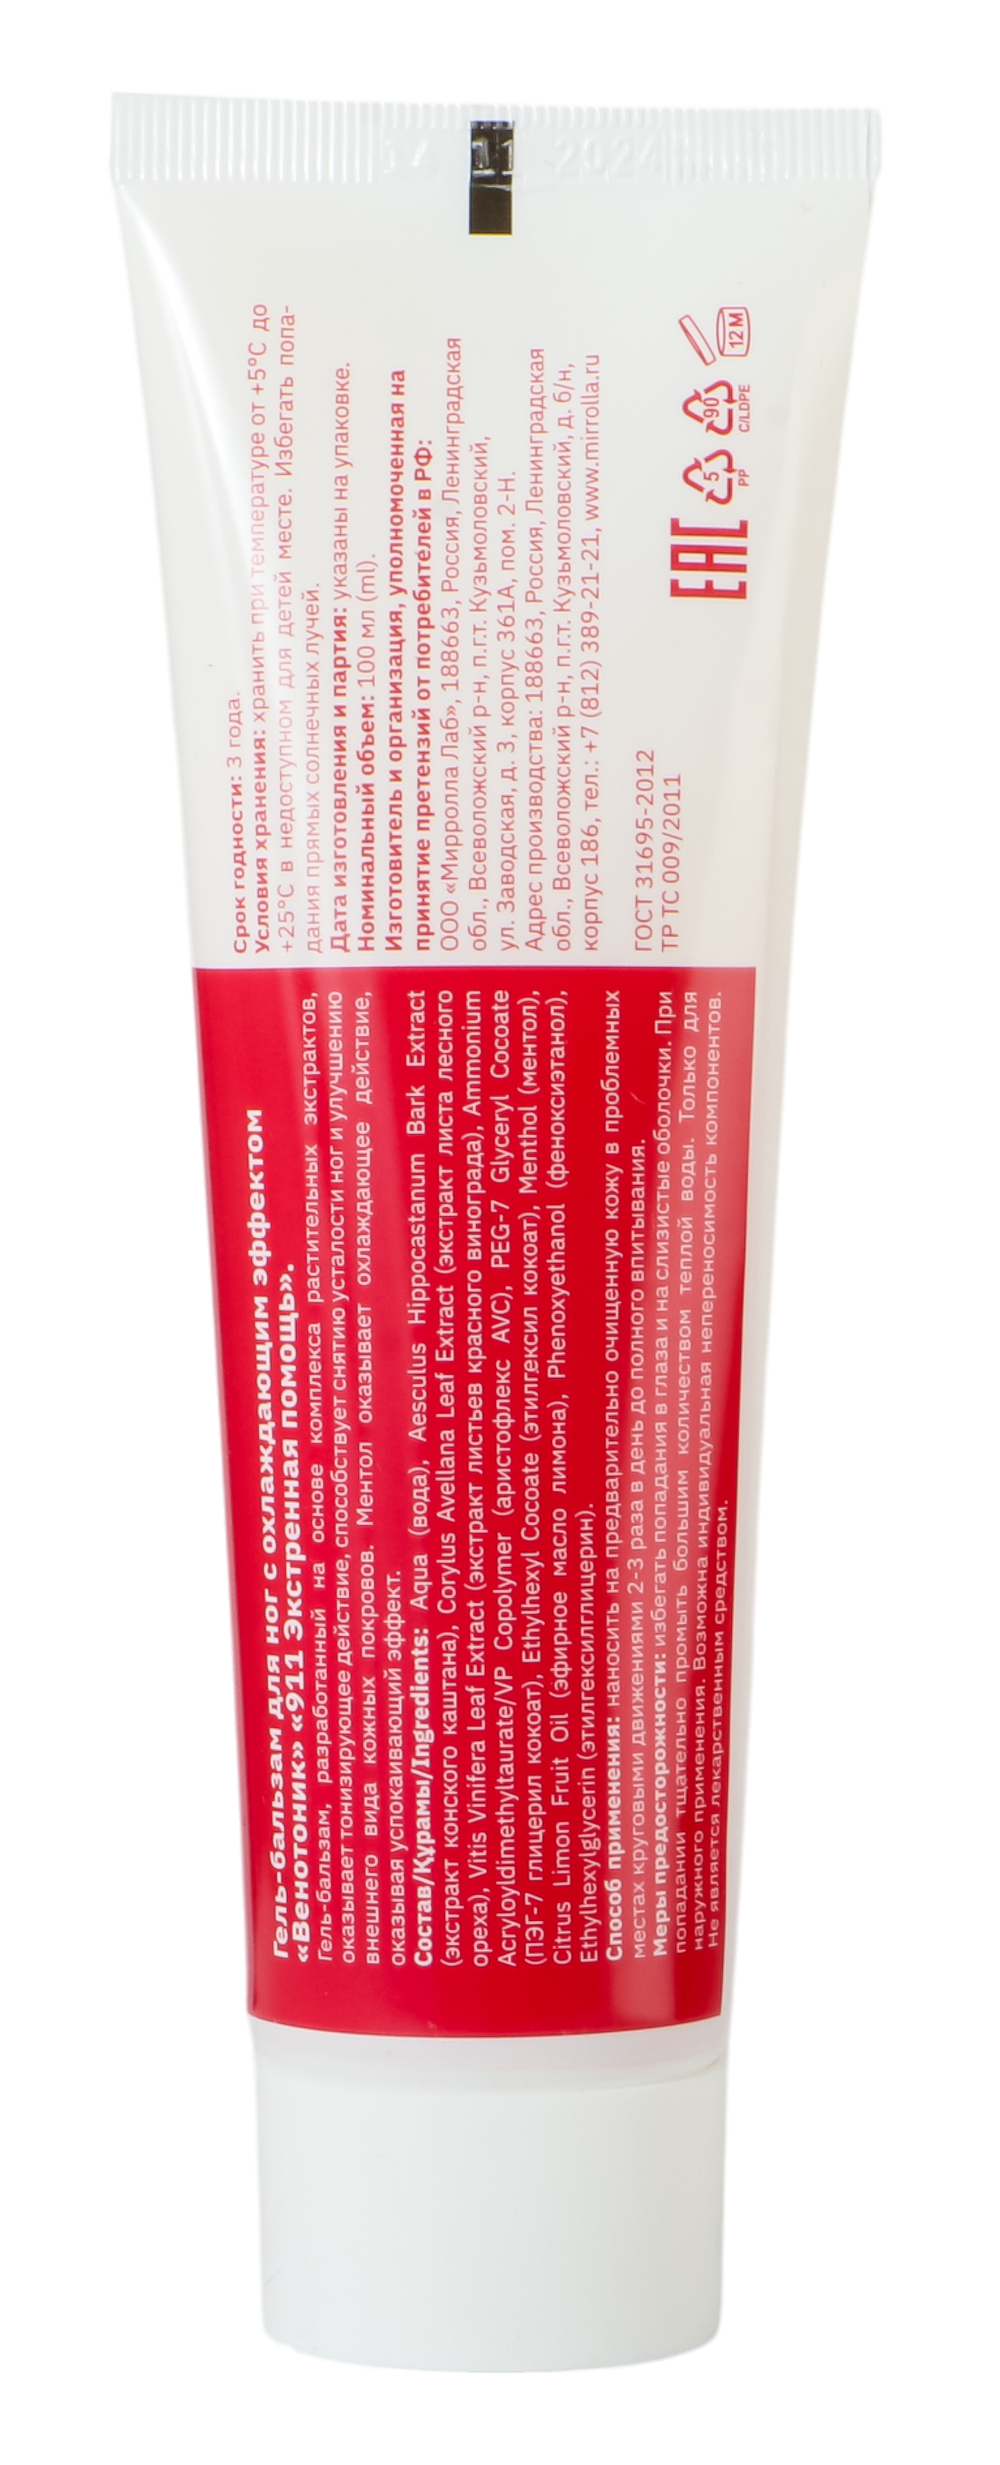 Гель-бальзам для ног с охлаждающим эффектом
«Венотоник» «911 Экстренная помощь».
Гель-бальзам, разработанный на основе комплекса растительных экстрактов,
оказывает тонизирующее действие, способствует снятию усталости ног и улучшению
внешнего вида кожных покровов. Ментол оказывает охлаждающее действие,
оказывая успокаивающий эффект.
Состав/Құрамы/Ingredients: Aqua (вода), Aesculus Hippocastanum Bark Extract
(экстракт конского каштана), Corylus Avellana Leaf Extract (экстракт листа лесного
ореха), Vitis Vinifera Leaf Extract (экстракт листьев красного винограда), Ammonium
Acryloyldimethyltaurate/VP Copolymer (аристофлекс AVC), PEG-7 Glyceryl Cocoate
(ПЭГ-7 глицерил кокоат), Ethylhexyl Cocoate (этилгексил кокоат), Menthol (ментол),
Citrus Limon Fruit Oil (эфирное масло лимона), Phenoxyethanol (феноксиэтанол),
Ethylhexylglycerin (этилгексилглицерин).
Способ применения: наносить на предварительно очищенную кожу в проблемных
местах круговыми движениями 2-3 раза в день до полного впитывания.
Меры предосторожности: избегать попадания в глаза и на слизистые оболочки. При
попадании тщательно промыть большим количеством теплой воды. Только для
наружного применения. Возможна индивидуальная непереносимость компонентов.
Не является лекарственным средством.
Срок годности: 3 года.
Условия хранения: хранить при температуре от +5°С до
+25°С в недоступном для детей месте. Избегать попа-
дания прямых солнечных лучей.
Дата изготовления и партия: указаны на упаковке.
Номинальный объем: 100 мл (ml).
Изготовитель и организация, уполномоченная на
принятие претензий от потребителей в РФ:
ООО «Мирролла Лаб», 188663, Россия, Ленинградская
обл., Всеволожский р-н, п.г.т. Кузьмоловский,
ул. Заводская, д. 3, корпус 361А, пом. 2-Н.
Адрес производства: 188663, Россия, Ленинградская
обл., Всеволожский р-н, п.г.т. Кузьмоловский, д. б/н,
корпус 186, тел.: +7 (812) 389-21-21, www.mirrolla.ru
ГОСТ 31695-2012
ТР ТС 009/2011
EAC
5
PP
90
C/LDPE
12 M
11 2024